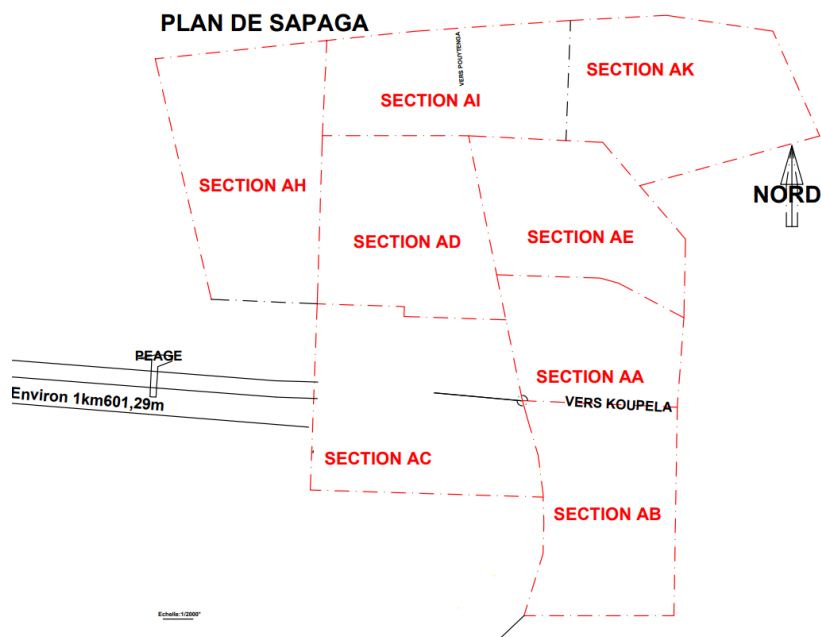 PLAN DE SAPAGA
VERS POUYTENGA
SECTION AK
SECTION AI
SECTION AH
NORD
SECTION AE
SECTION AD
PEAGE
SECTION AA
Environ 1km601,29m
VERS KOUPELA
SECTION AC
SECTION AB
Echelle:1/2000°